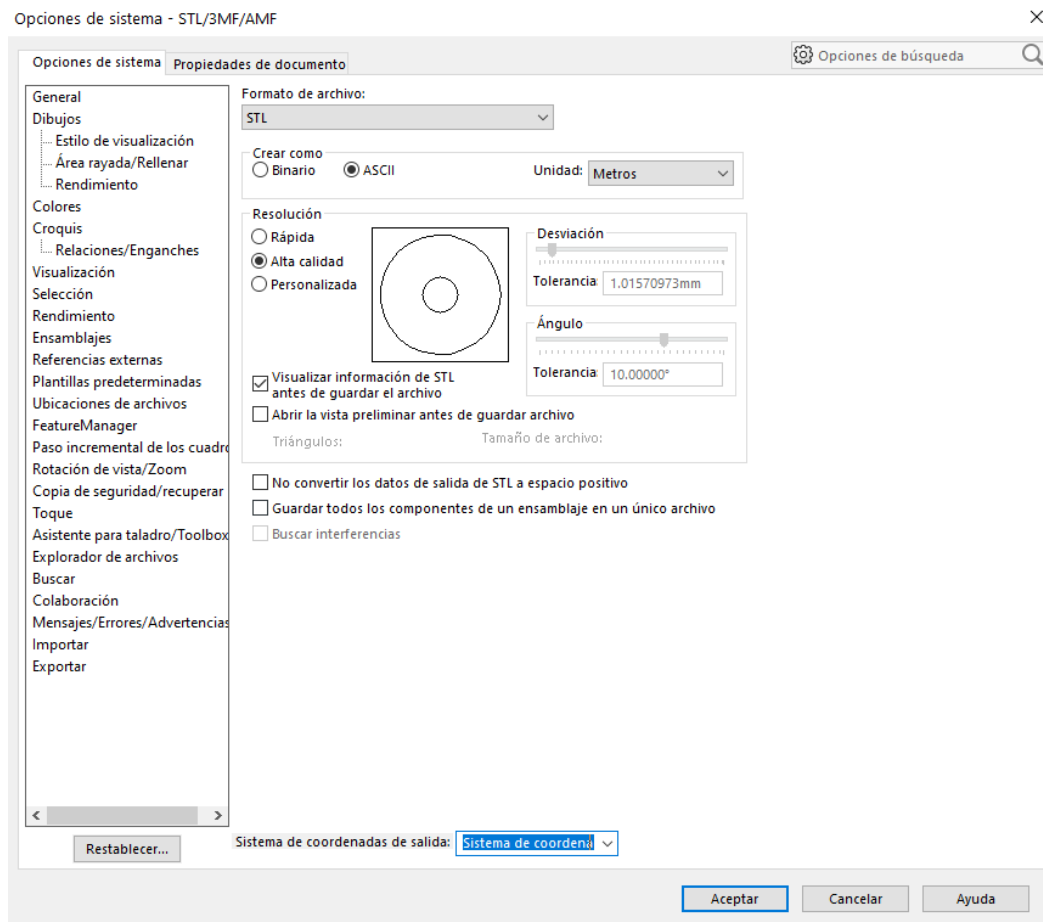 Opciones de sistema - STL/3MF/AMF
Opciones de sistema
Propiedades de documento
Opciones de búsqueda
General
Dibujos
Estilo de visualización
Área rayada/Rellenar
Rendimiento
Colores
Croquis
Relaciones/Enganches
Visualización
Selección
Rendimiento
Ensamblajes
Referencias externas
Plantillas predeterminadas
Ubicaciones de archivos
FeatureManager
Paso incremental de los cuadro
Rotación de vista/Zoom
Copia de seguridad/recuperar
Toque
Asistente para taladro/Toolbox
Explorador de archivos
Buscar
Colaboración
Mensajes/Errores/Advertencias
Importar
Exportar
Restablecer...
Formato de archivo:
STL
Crear como
Binario
ASCII
Unidad:
Metros
Resolución
Rápida
Alta calidad
Personalizada
Desviación
Tolerancia:
1.01570973mm
Ángulo
Tolerancia:
10.00000°
Visualizar información de STL
antes de guardar el archivo
Abrir la vista preliminar antes de guardar archivo
Triángulos:
Tamaño de archivo:
No convertir los datos de salida de STL a espacio positivo
Guardar todos los componentes de un ensamblaje en un único archivo
Buscar interferencias
Sistema de coordenadas de salida:
Sistema de coordená
Aceptar
Cancelar
Ayuda